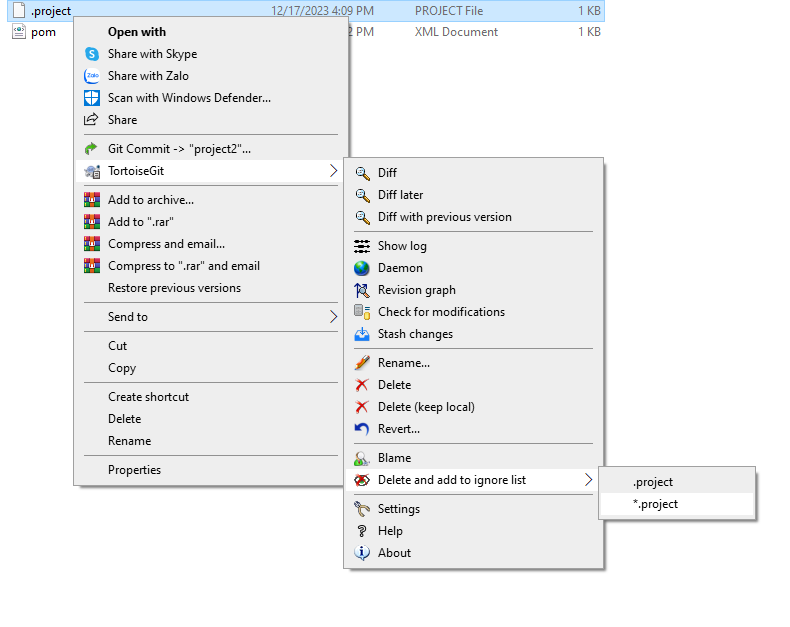 .project 12/17/2023 4:09 PM PROJECT File 1 KB
pom 2 PM XML Document 1 KB
Open with
Share with Skype
Zalo Share with Zalo
Scan with Windows Defender...
Share
Git Commit -> "project2"...
TortoiseGit
Add to archive...
Add to ".rar"
Compress and email...
Compress to ".rar" and email
Restore previous versions
Send to
Cut
Copy
Create shortcut
Delete
Rename
Properties
Diff
Diff later
Diff with previous version
Show log
Daemon
Revision graph
Check for modifications
Stash changes
Rename...
Delete
Delete (keep local)
Revert...
Blame
Delete and add to ignore list
Settings
Help
About
.project
*.project